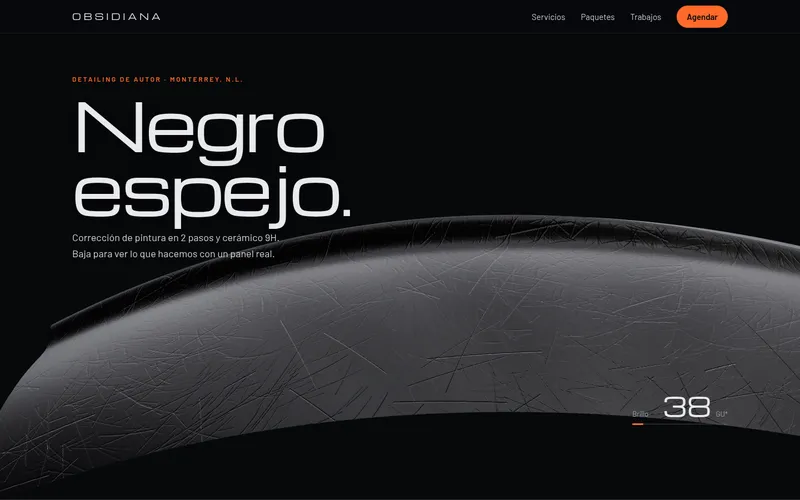 OBSIDIANA
Servicios
Paquetes
Trabajos
Agendar
DETAILING DE AUTOR · MONTERREY, N.L.
Negro
espejo.
Corrección de pintura en 2 pasos y cerámico 9H.
Baja para ver lo que hacemos con un panel real.
Brillo 38 GU*